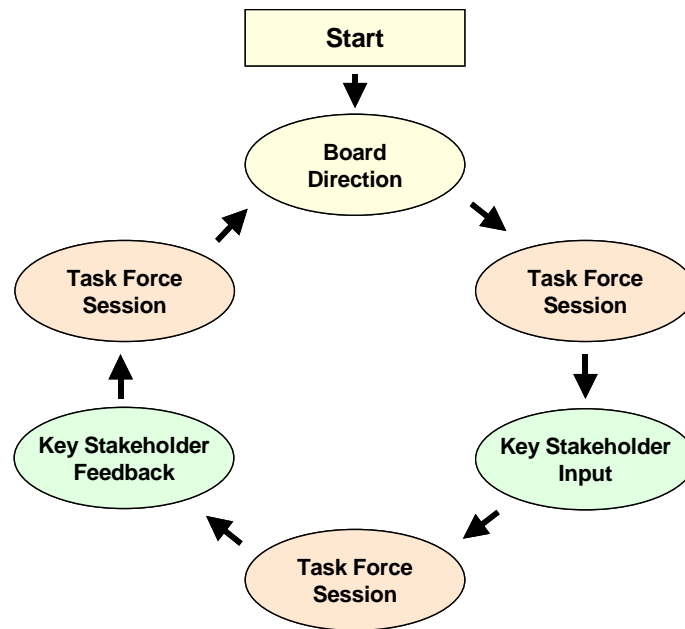 Start
Board
Direction
Task Force
Session
Task Force
Session
Key Stakeholder
Feedback
Key Stakeholder
Input
Task Force
Session